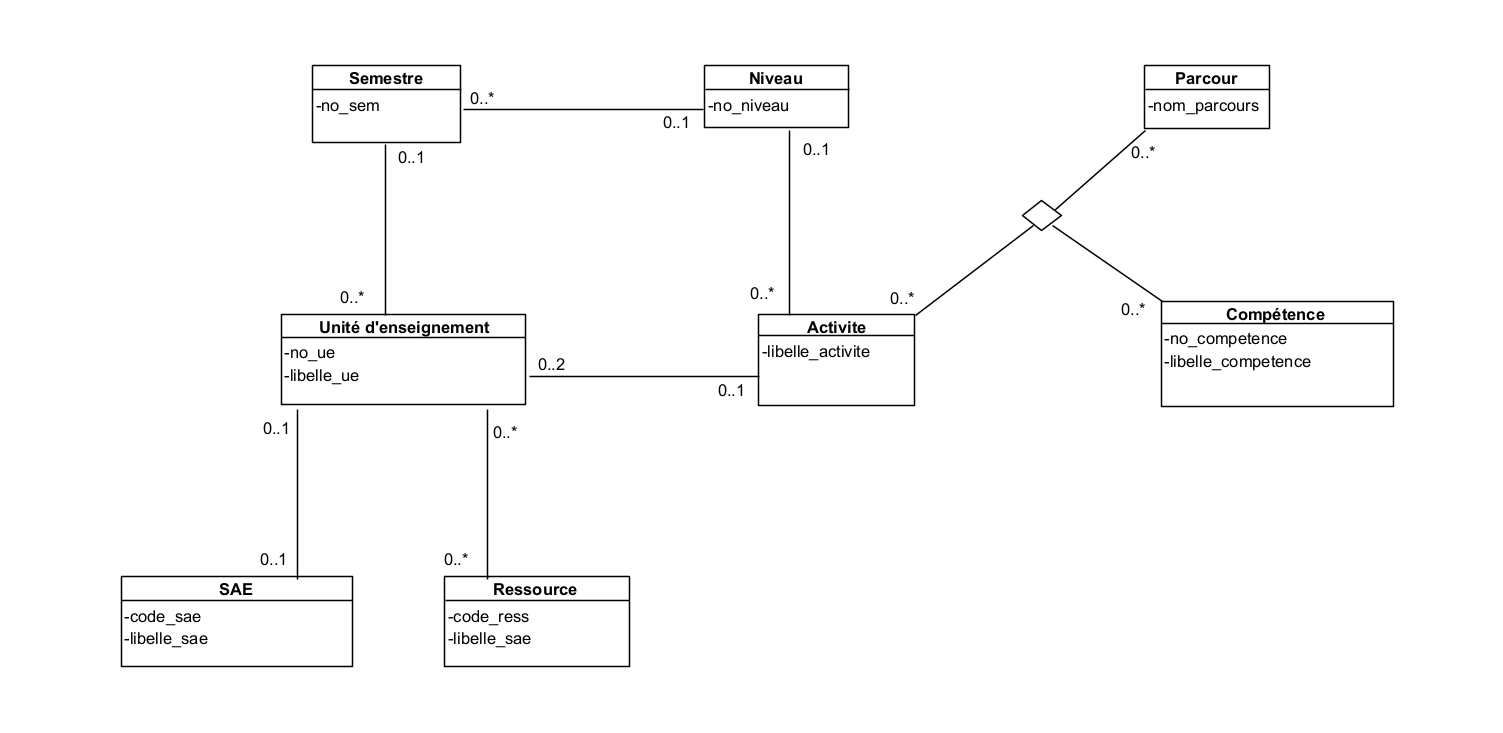 Semestre
-no_sem
0..*
0..1
Niveau
-no_niveau
Parcour
-nom_parcours
0..1
0..1
0..*
0..*
0..*
0..*
0..*
Unité d'enseignement
-no_ue
-libelle_ue
0..2
0..1
Activite
-libelle_activite
Compétence
-no_competence
-libelle_competence
0..1
0..*
0..1
0..*
SAE
-code_sae
-libelle_sae
Ressource
-code_ress
-libelle_sae